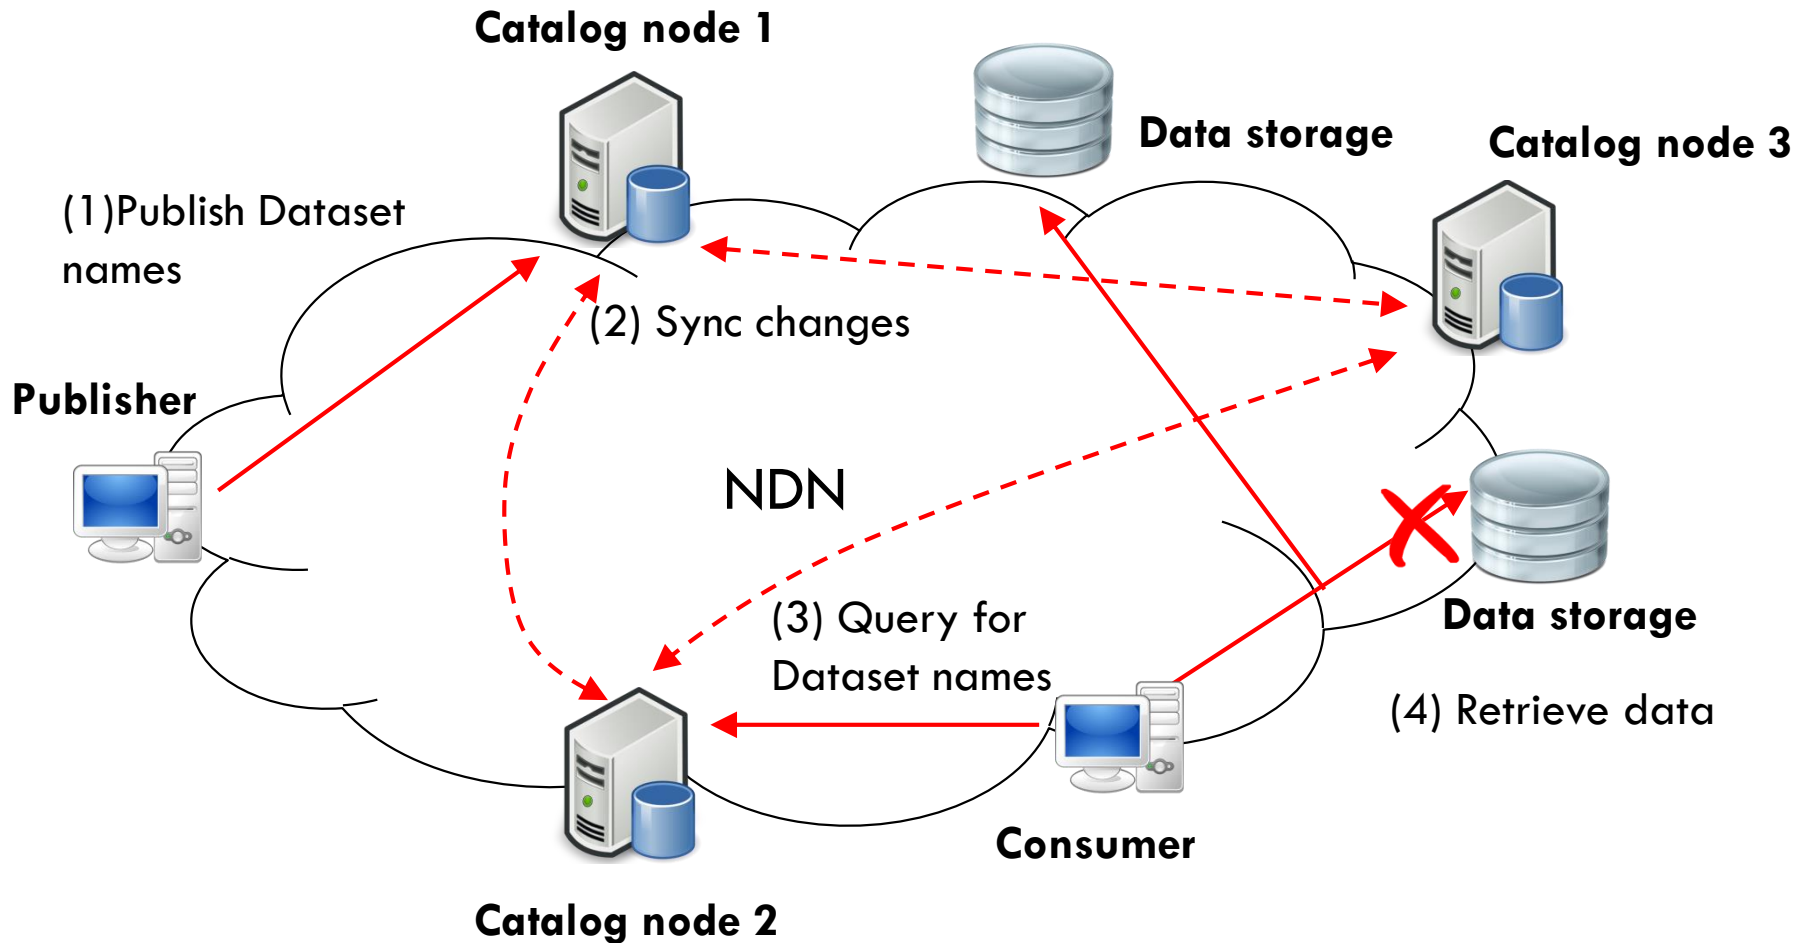 Catalog node 1
Data storage
Catalog node 3
(1)Publish Dataset
names
(2) Sync changes
Publisher
NDN
(3) Query for
Dataset names
Data storage
(4) Retrieve data
Consumer
Catalog node 2